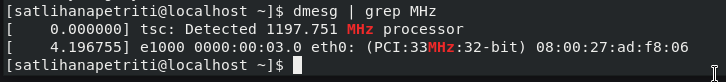 [satlihanapetriti@localhost ~]$ dmesg | grep MHz
[    0.000000] tsc: Detected 1197.751 MHz processor
[    4.196755] e1000 0000:00:03.0 eth0: (PCI:33MHz:32-bit) 08:00:27:ad:f8:06
[satlihanapetriti@localhost ~]$